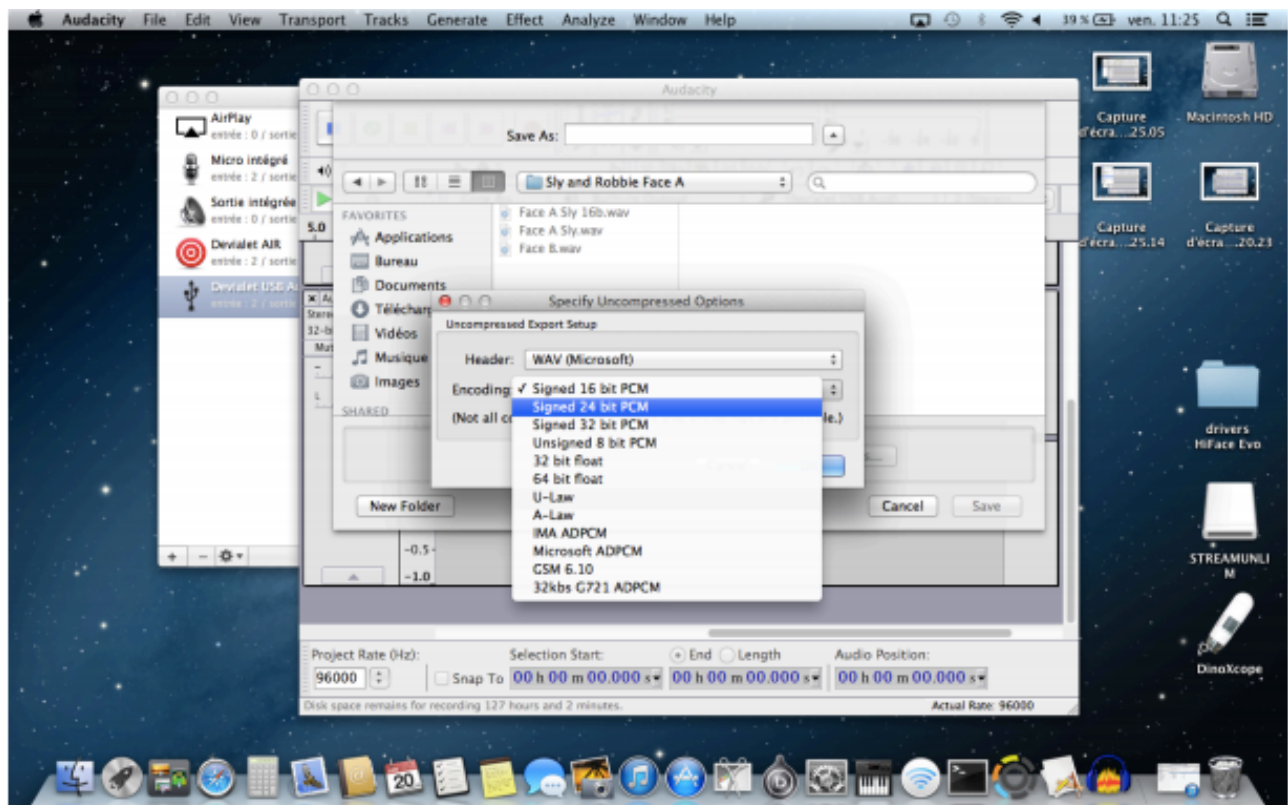 Audacity File Edit View Transport Tracks Generate Effect Analyze Window Help 39 % ven. 11:25
Audacity
AirPlay
entrée : 0 / sortie
Micro intégré
entrée : 2 / sortie
Sortie intégrée
entrée : 0 / sortie
Devialet AIR
entrée : 2 / sortie
Devialet USB
entrée : 2 / sortie
Save As:
Sly and Robbie Face A
FAVORITES
Applications
Bureau
Documents
Téléchar
Vidéos
Musique
Images
SHARED
Face A Sly 16b.wav
Face A Sly.wav
Face B.wav
5.0
Stere
32-b
Mut
Specify Uncompressed Options
Uncompressed Export Setup
Header: WAV (Microsoft)
Encoding: ✓ Signed 16 bit PCM
Signed 24 bit PCM
(Not all co le.)
Signed 32 bit PCM
Unsigned 8 bit PCM
32 bit float
64 bit float
U-Law
A-Law
IMA ADPCM
Microsoft ADPCM
GSM 6.10
32kbs G721 ADPCM
New Folder Cancel Save
-0.5
-1.0
Project Rate (Hz): Selection Start: End Length Audio Position:
96000 Snap To 00 h 00 m 00.000 s 00 h 00 m 00.000 s 00 h 00 m 00.000 s
Disk space remains for recording 127 hours and 2 minutes. Actual Rate: 96000
Capture
d'écra...25.05
Macintosh HD
Capture
d'écra...25.14
Capture
d'écra...20.23
drivers
HiFace Evo
STREAMUNLI
M
DinoXcope
20